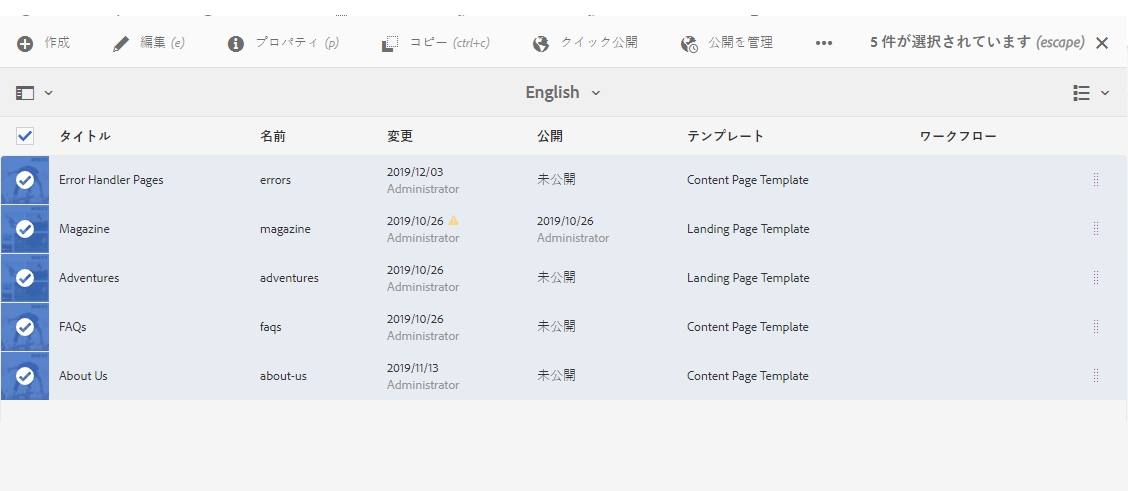 作成 編集 (e) プロパティ (p) コピー (ctrl+c) クイック公開 公開を管理 ••• 5 件が選択されています (escape)
English
タイトル 名前 変更 公開 テンプレート ワークフロー
Error Handler Pages errors 2019/12/03 Administrator 未公開 Content Page Template
Magazine magazine 2019/10/26 Administrator 2019/10/26 Administrator Landing Page Template
Adventures adventures 2019/10/26 Administrator 未公開 Landing Page Template
FAQs faqs 2019/10/26 Administrator 未公開 Content Page Template
About Us about-us 2019/11/13 Administrator 未公開 Content Page Template